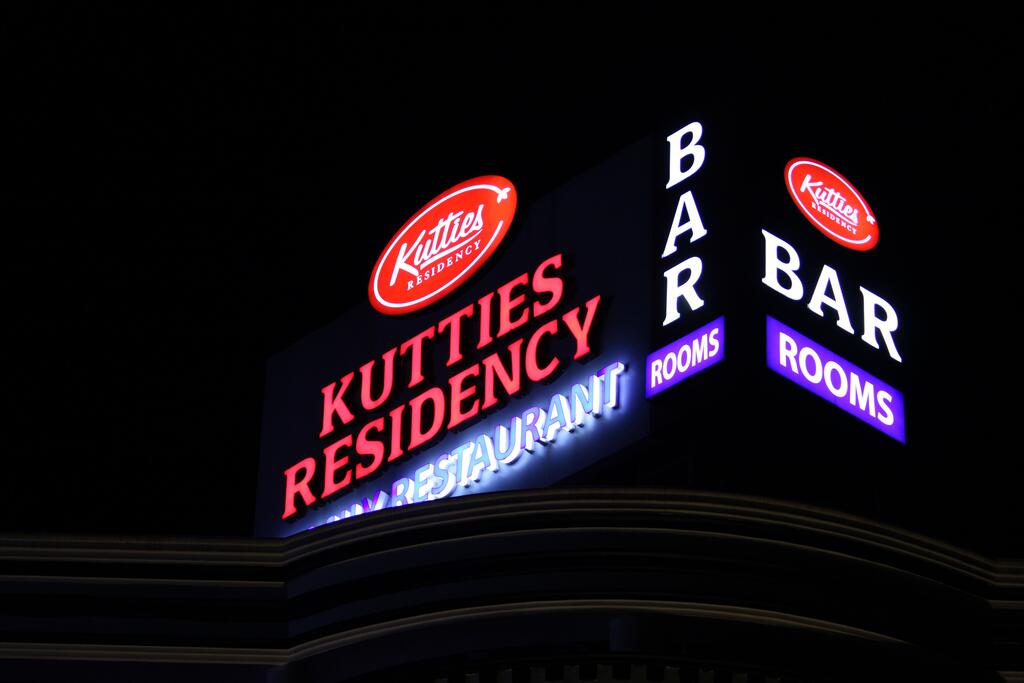 Kutties
RESIDENCY
KUTTIES
RESIDENCY
RESTAURANT
BAR
ROOMS
Kutties
RESIDENCY
BAR
ROOMS